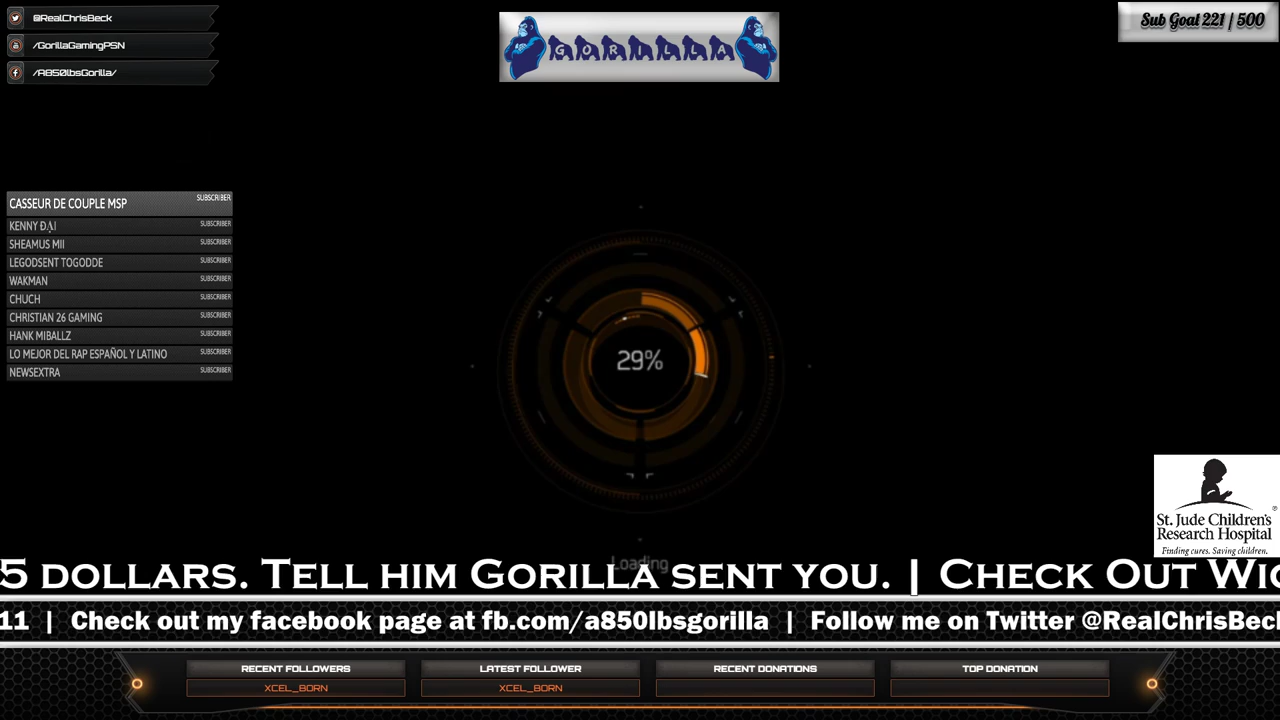 @RealChrisBeck
/GorillaGamingPSN
/A850lbsGorilla/
GORILLA
Sub Goal 221 / 500
CASSEUR DE COUPLE MSP SUBSCRIBER
KENNY ĐẠI SUBSCRIBER
SHEAMUS MII SUBSCRIBER
LEGODSENT TOGODDE SUBSCRIBER
WAKMAN SUBSCRIBER
CHUCH SUBSCRIBER
CHRISTIAN 26 GAMING SUBSCRIBER
HANK MIBALLZ SUBSCRIBER
LO MEJOR DEL RAP ESPAÑOL Y LATINO SUBSCRIBER
NEWSEXTRA SUBSCRIBER
29%
Loading
St. Jude Children's
Research Hospital
®
Finding cures. Saving children.
5 DOLLARS. TELL HIM GORILLA SENT YOU. | CHECK OUT
11 | Check out my facebook page at fb.com/a850lbsgorilla | Follow me on Twitter @RealChrisBeck
RECENT FOLLOWERS LATEST FOLLOWER RECENT DONATIONS TOP DONATION
XCEL_BORN XCEL_BORN